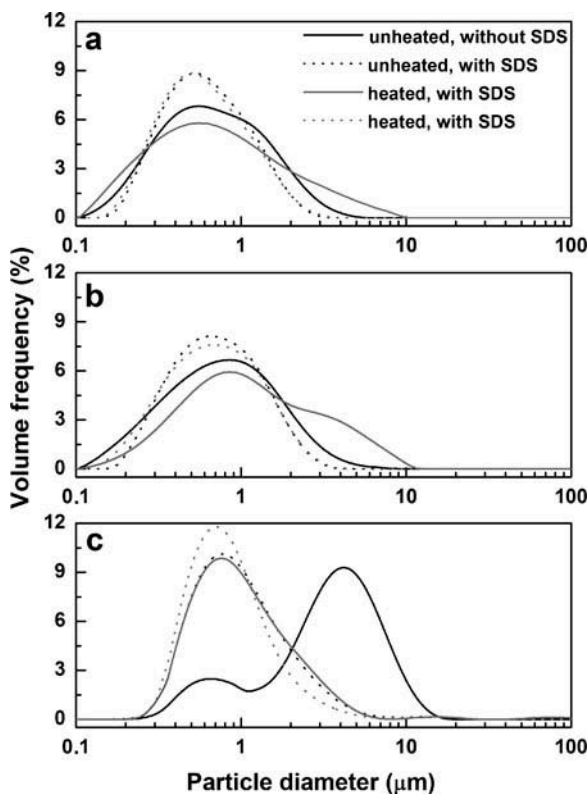 a
unheated, without SDS
unheated, with SDS
heated, with SDS
heated, with SDS
12
9
6
3
0
0.1 1 10 100
b
12
9
6
3
0
0.1 1 10 100
c
12
9
6
3
0
0.1 1 10 100
Volume frequency (%)
Particle diameter (μm)